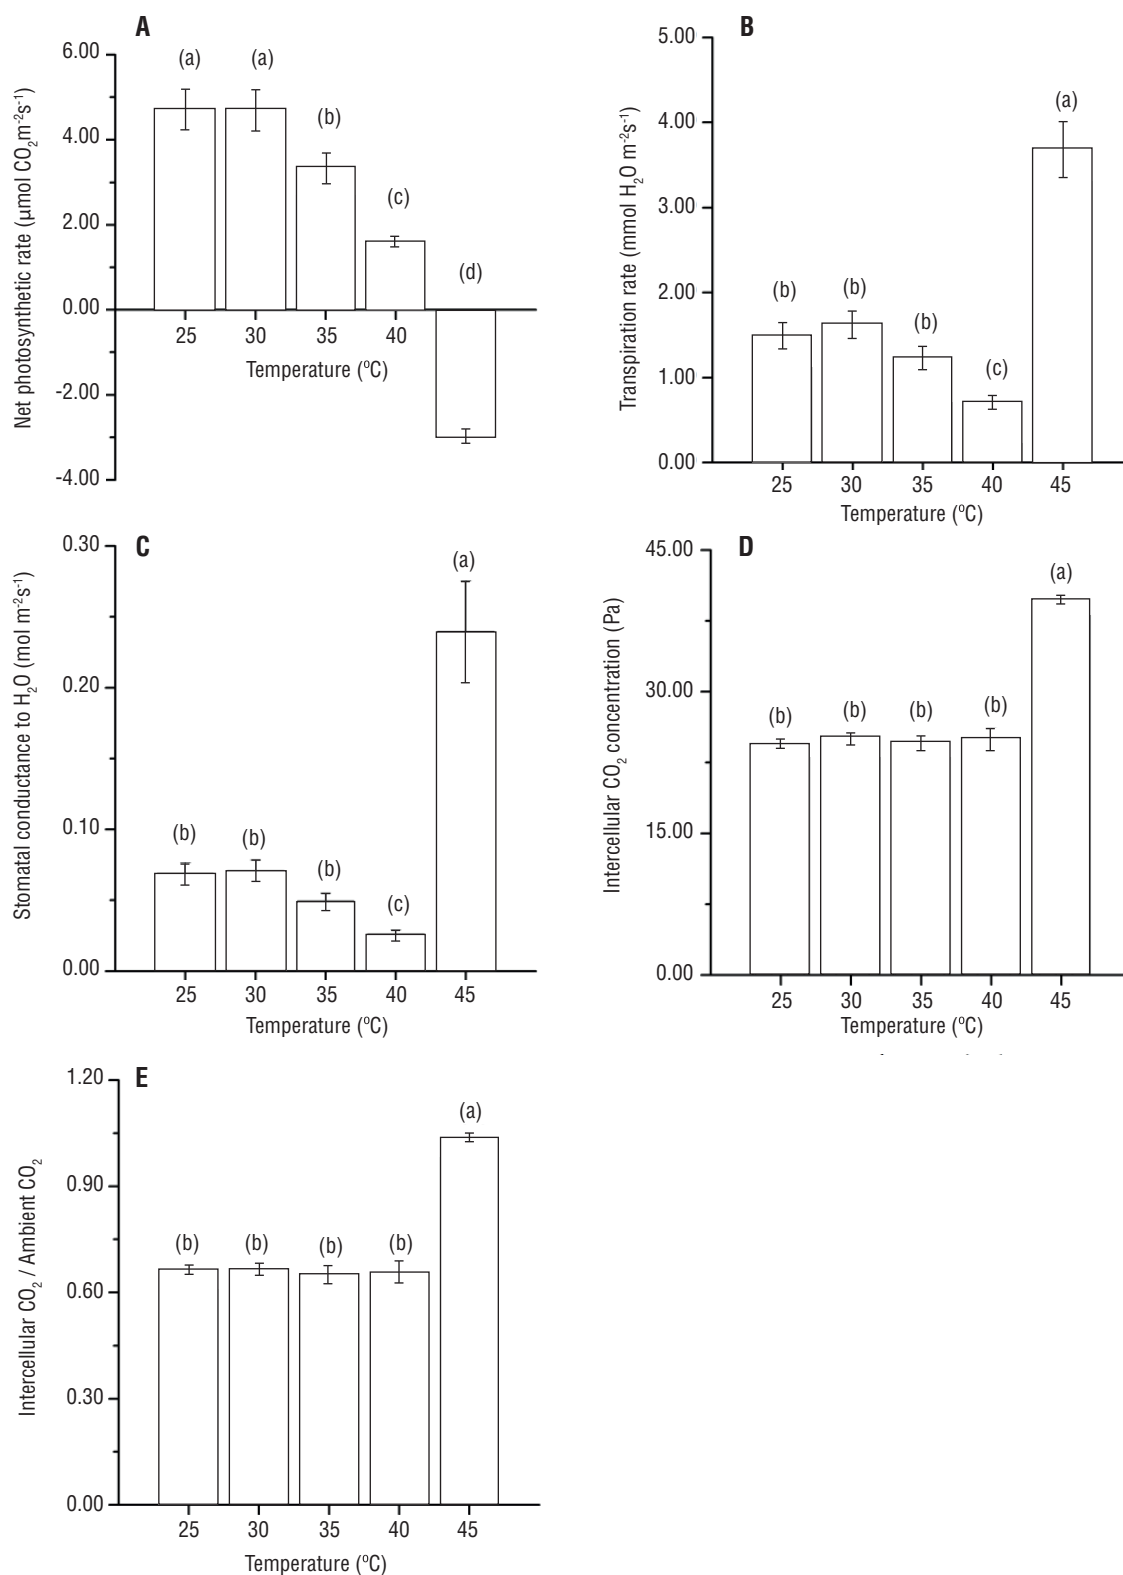 A
6.00
4.00
2.00
0.00
-2.00
-4.00
Net photosynthetic rate (µmol CO₂m⁻²s⁻¹)
(a)
(a)
(b)
(c)
(d)
25
30
35
40
Temperature (ºC)
B
5.00
4.00
3.00
2.00
1.00
0.00
Transpiration rate (mmol H₂O m⁻²s⁻¹)
(b)
(b)
(b)
(c)
(a)
25
30
35
40
45
Temperature (ºC)
C
0.30
0.20
0.10
0.00
Stomatal conductance to H₂O (mol m⁻²s⁻¹)
(b)
(b)
(b)
(c)
(a)
25
30
35
40
45
Temperature (ºC)
D
45.00
30.00
15.00
0.00
Intercellular CO₂ concentration (Pa)
(b)
(b)
(b)
(b)
(a)
25
30
35
40
45
Temperature (ºC)
E
1.20
0.90
0.60
0.30
0.00
Intercellular CO₂ / Ambient CO₂
(b)
(b)
(b)
(b)
(a)
25
30
35
40
45
Temperature (ºC)